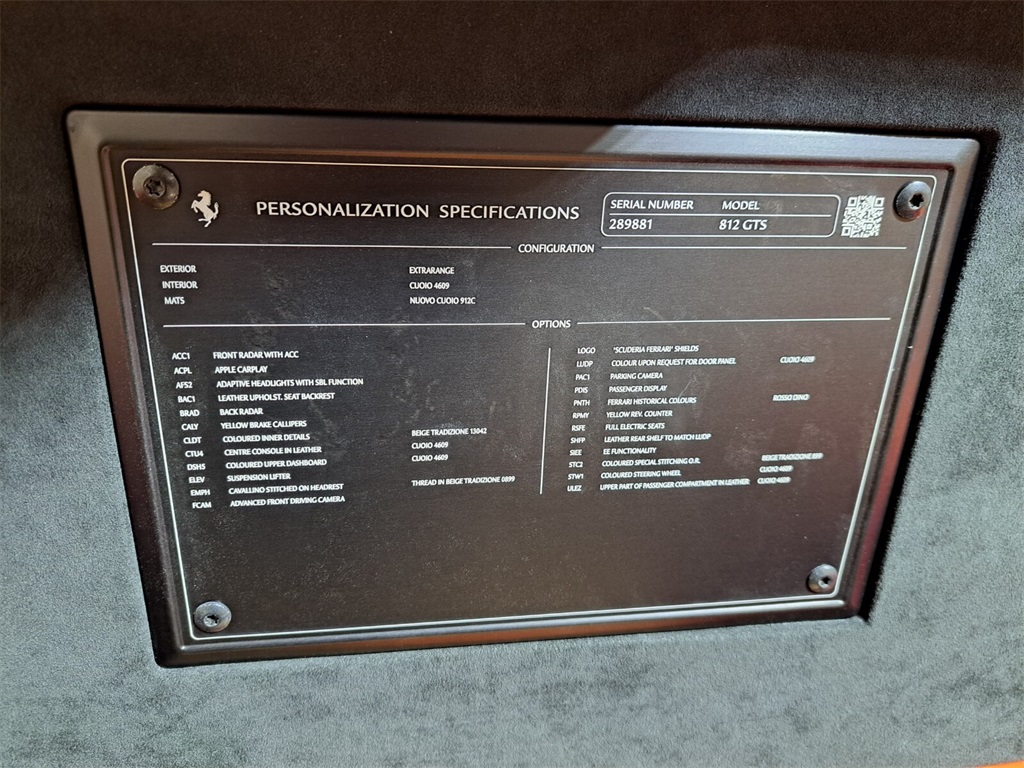 PERSONALIZATION SPECIFICATIONS
SERIAL NUMBER MODEL
289881 812 GTS
CONFIGURATION
EXTERIOR EXTRARANGE
INTERIOR CUOIO 4609
MATS NUOVO CUOIO 912C
OPTIONS
ACC1 FRONT RADAR WITH ACC
ACPL APPLE CARPLAY
AFS2 ADAPTIVE HEADLIGHTS WITH SBL FUNCTION
BAC1 LEATHER UPHOLST. SEAT BACKREST
BRAD BACK RADAR
CALY YELLOW BRAKE CALLIPERS
CLDT COLOURED INNER DETAILS BEIGE TRADIZIONE 13042
CTU4 CENTRE CONSOLE IN LEATHER CUOIO 4609
DSH5 COLOURED UPPER DASHBOARD CUOIO 4609
ELEV SUSPENSION LIFTER
EMPH CAVALLINO STITCHED ON HEADREST THREAD IN BEIGE TRADIZIONE 0899
FCAM ADVANCED FRONT DRIVING CAMERA
LOGO "SCUDERIA FERRARI" SHIELDS
LUDP COLOUR UPON REQUEST FOR DOOR PANEL CUOIO 4609
PAC1 PARKING CAMERA
PDIS PASSENGER DISPLAY
PNTH FERRARI HISTORICAL COLOURS ROSSO DINO
RPMY YELLOW REV. COUNTER
RSFE FULL ELECTRIC SEATS
SHFP LEATHER REAR SHELF TO MATCH LUDP
SIEE EE FUNCTIONALITY
STC2 COLOURED SPECIAL STITCHING O.R. BEIGE TRADIZIONE 899
STW1 COLOURED STEERING WHEEL CUOIO 4609
ULEZ UPPER PART OF PASSENGER COMPARTMENT IN LEATHER CUOIO 4609